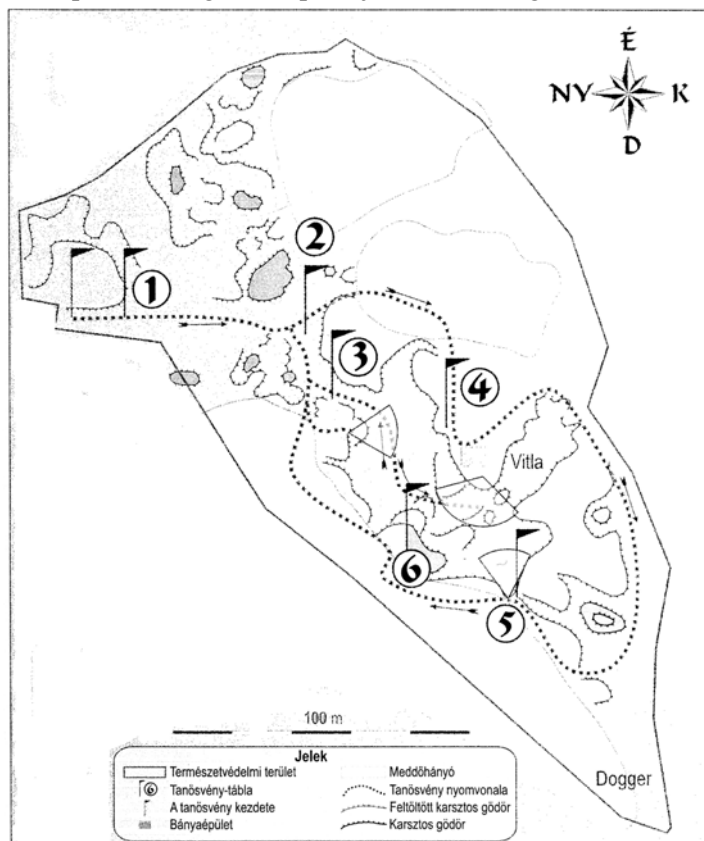 É
NY K
D
2
1
3
4
Vitla
6
5
100 m
Dogger
Jelek
Természetvédelmi terület
Tanösvény-tábla
A tanösvény kezdete
Bányaépület
Meddőhányó
Tanösvény nyomvonala
Feltöltött karsztos gödör
Karsztos gödör
6